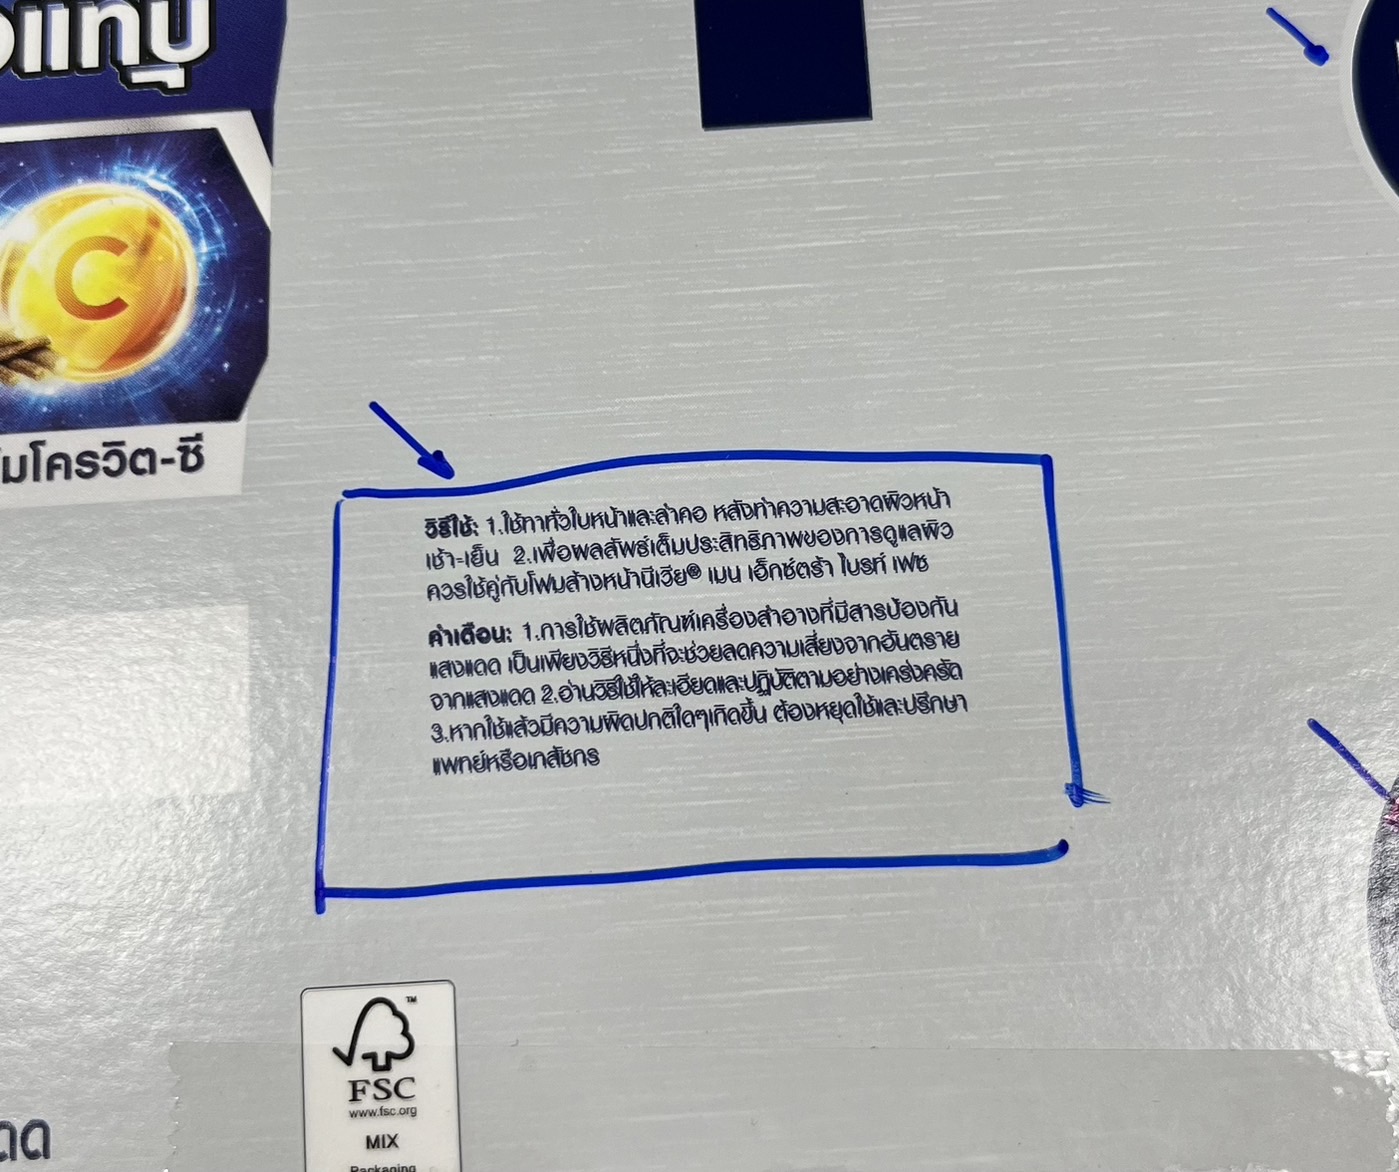 C
มโครวิต-ซี
วิธีใช้: 1.ใช้ทาทั่วใบหน้าและลำคอ หลังทำความสะอาดผิวหน้า
เช้า-เย็น 2.เพื่อผลลัพธ์เต็มประสิทธิภาพของการดูแลผิว
ควรใช้คู่กับโฟมล้างหน้านีเวีย® เมน เอ็กซ์ตร้า ไบรท์ เฟซ
คำเตือน: 1.การใช้ผลิตภัณฑ์เครื่องสำอางที่มีสารป้องกัน
แสงแดด เป็นเพียงวิธีหนึ่งที่จะช่วยลดความเสี่ยงจากอันตราย
จากแสงแดด 2.อ่านวิธีใช้ให้ละเอียดและปฏิบัติตามอย่างเคร่งครัด
3.หากใช้แล้วมีความผิดปกติใดๆเกิดขึ้น ต้องหยุดใช้และปรึกษา
แพทย์หรือเภสัชกร
TM
FSC
www.fsc.org
MIX
Packaging